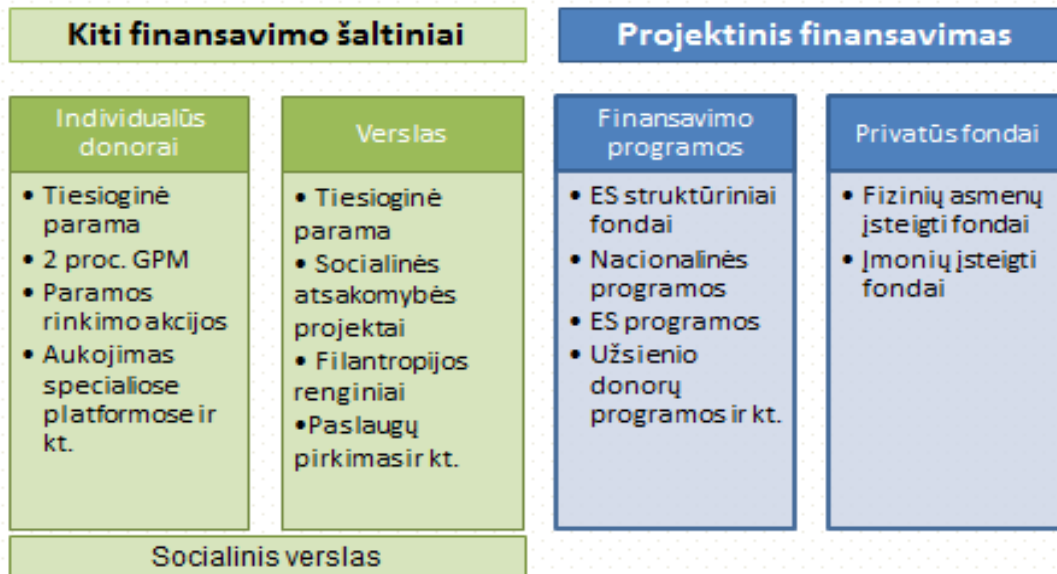 Kiti finansavimo šaltiniai
Projektinis finansavimas
Individualūs
donorai
• Tiesioginė
parama
• 2 proc. GPM
• Paramos
rinkimo akcijos
• Aukojimas
specialiose
platformose ir
kt.
Verslas
• Tiesioginė
parama
• Socialinės
atsakomybės
projektai
• Filantropijos
renginiai
•Paslaugų
pirkimas ir kt.
Finansavimo
programos
• ES struktūriniai
fondai
• Nacionalinės
programos
• ES programos
• Užsienio
donorų
programos ir kt.
Privatūs fondai
• Fizinių asmenų
įsteigti fondai
• Įmonių įsteigti
fondai
Socialinis verslas